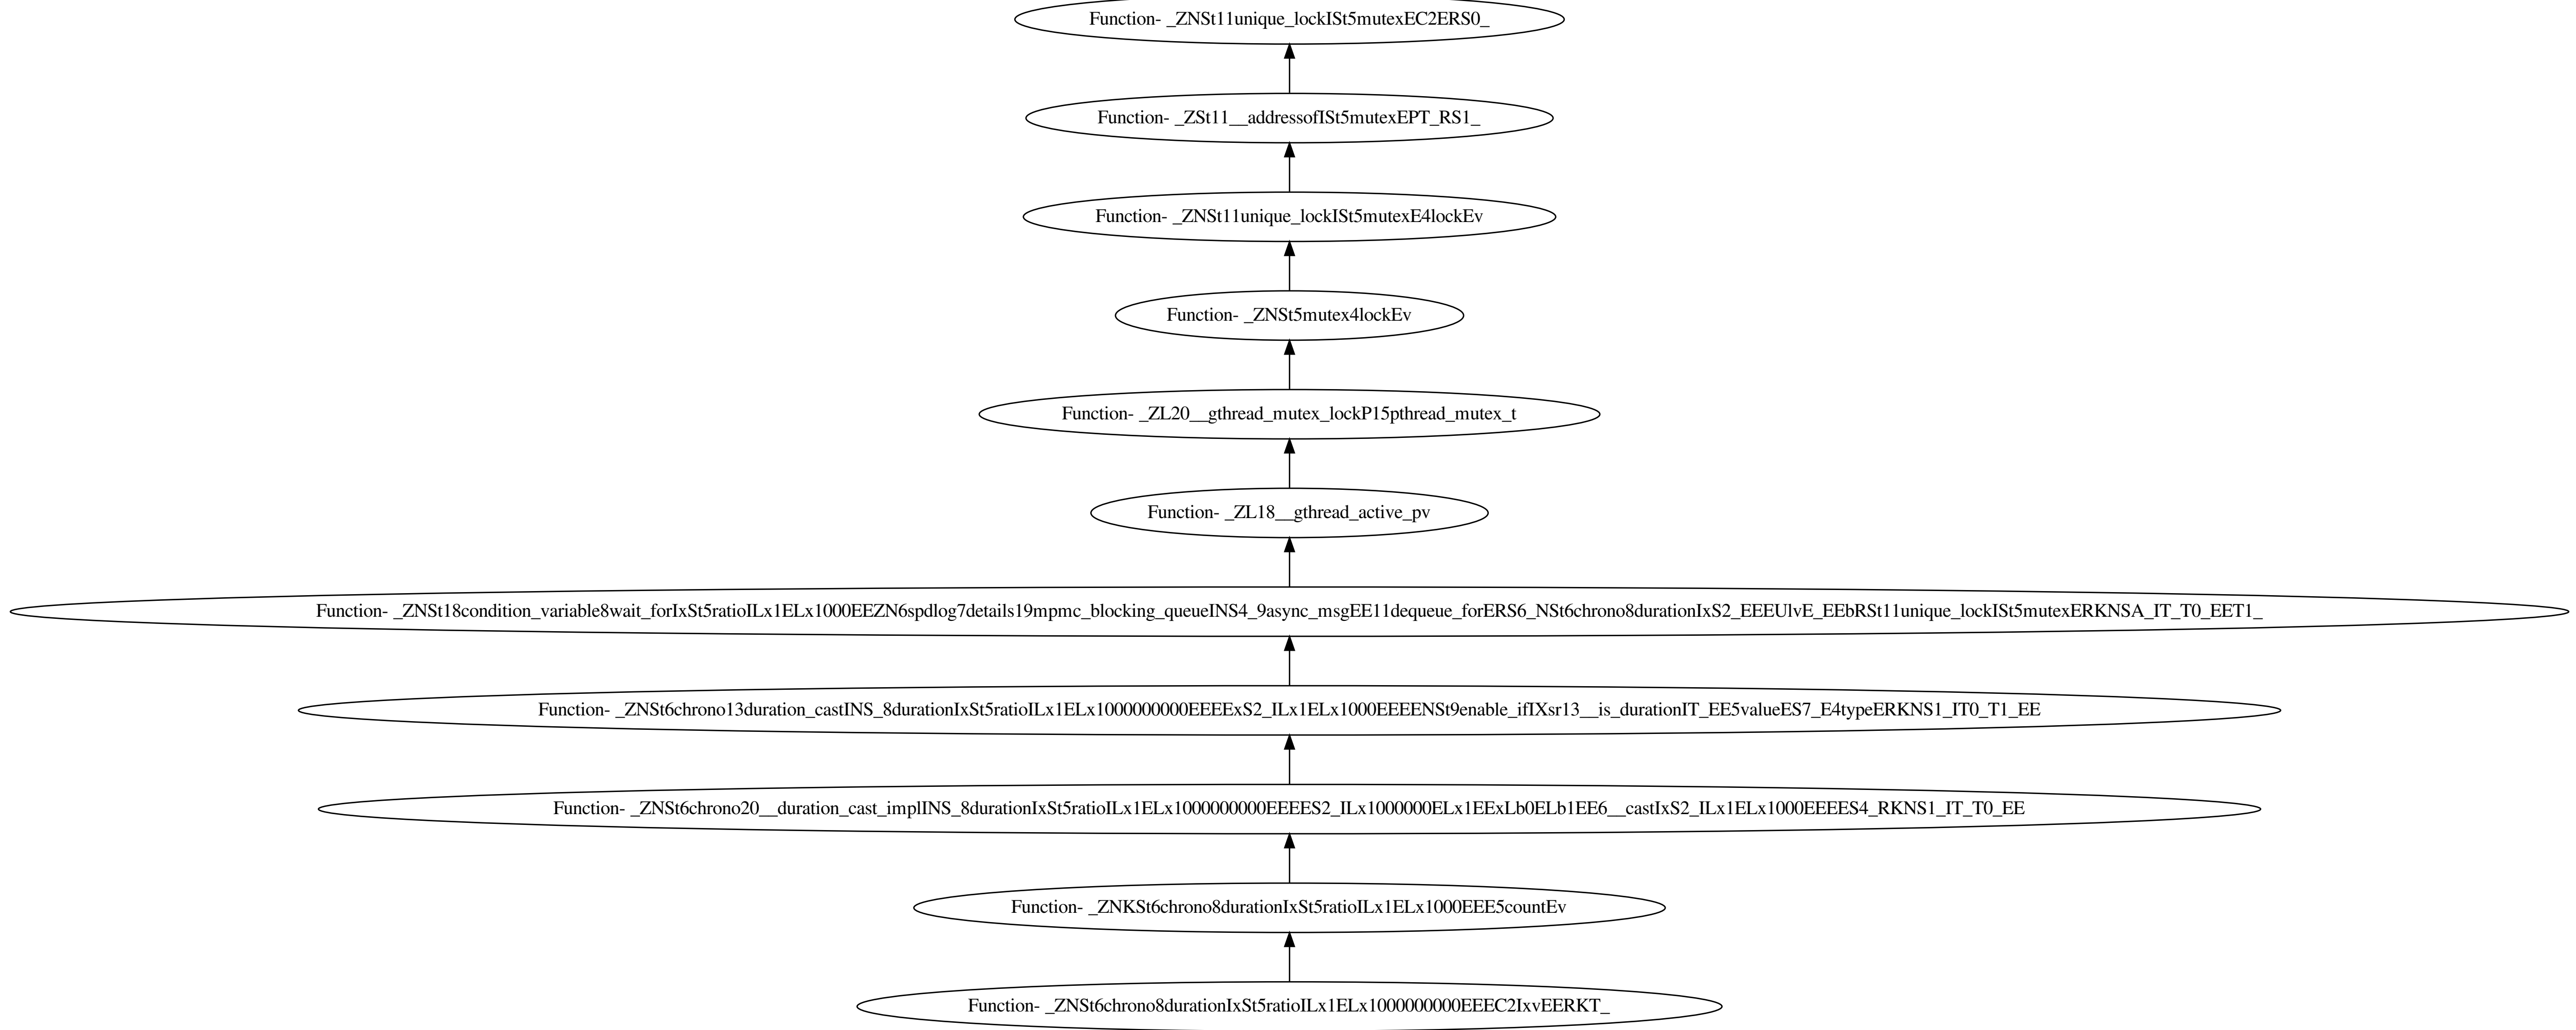 Function- _ZNSt11unique_lockISt5mutexEC2ERS0_
Function- _ZSt11__addressofISt5mutexEPT_RS1_
Function- _ZNSt11unique_lockISt5mutexE4lockEv
Function- _ZNSt5mutex4lockEv
Function- _ZL20__gthread_mutex_lockP15pthread_mutex_t
Function- _ZL18__gthread_active_pv
Function- _ZNSt18condition_variable8wait_forIxSt5ratioILx1ELx1000EEZN6spdlog7details19mpmc_blocking_queueINS4_9async_msgEE11dequeue_forERS6_NSt6chrono8durationIxS2_EEEUlvE_EEbRSt11unique_lockISt5mutexERKNSA_IT_T0_EET1_
Function- _ZNSt6chrono13duration_castINS_8durationIxSt5ratioILx1ELx1000000000EEEExS2_ILx1ELx1000EEEENSt9enable_ifIXsr13__is_durationIT_EE5valueES7_E4typeERKNS1_IT0_T1_EE
Function- _ZNSt6chrono20__duration_cast_implINS_8durationIxSt5ratioILx1ELx1000000000EEEES2_ILx1000000ELx1EExLb0ELb1EE6__castIxS2_ILx1ELx1000EEEES4_RKNS1_IT_T0_EE
Function- _ZNKSt6chrono8durationIxSt5ratioILx1ELx1000EEE5countEv
Function- _ZNSt6chrono8durationIxSt5ratioILx1ELx1000000000EEEC2IxvEERKT_